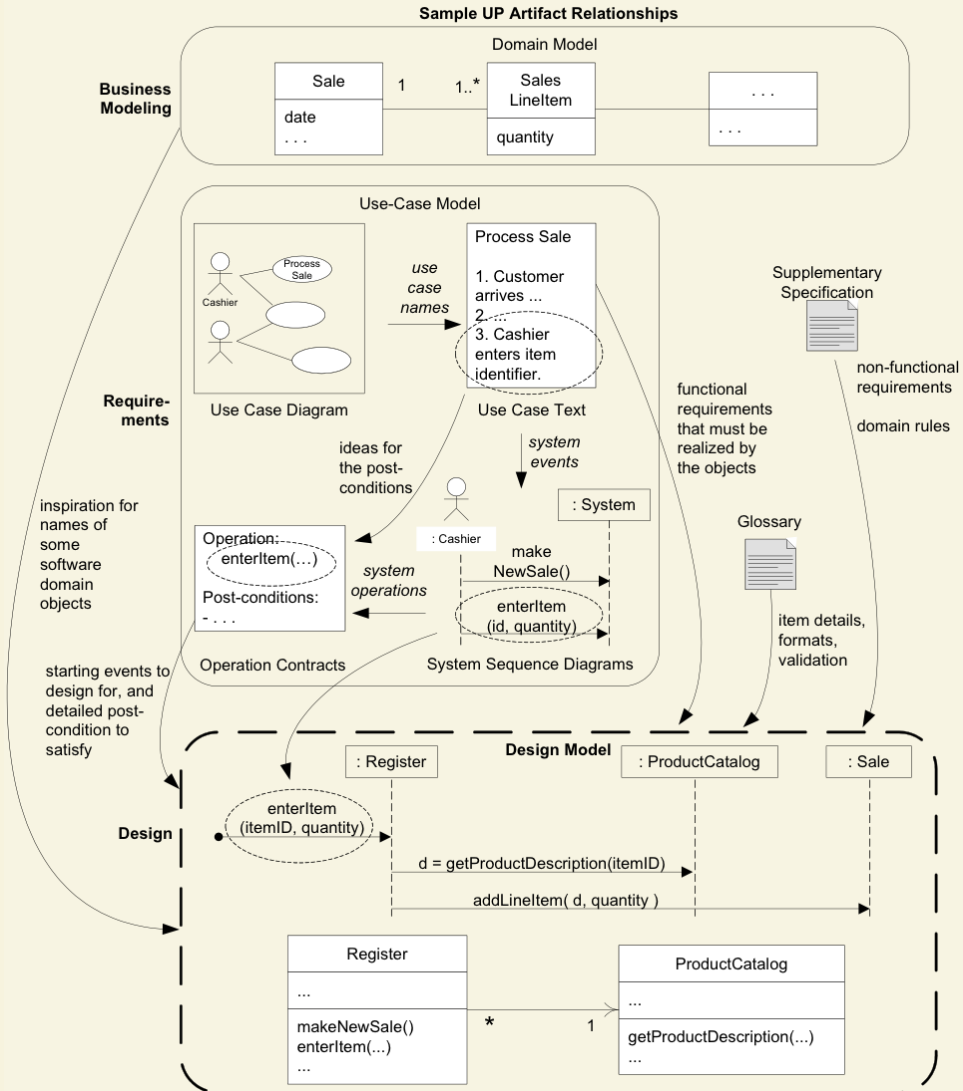 Sample UP Artifact Relationships
Domain Model
Business
Modeling
Sale
date
. . .
1
1..*
Sales
LineItem
quantity
. . .
. . .
Use-Case Model
Process
Sale
Cashier
Use Case Diagram
use
case
names
Process Sale
1. Customer
arrives ...
2. ...
3. Cashier
enters item
identifier.
Use Case Text
Require-
ments
ideas for
the post-
conditions
system
events
Supplementary
Specification
non-functional
requirements
domain rules
functional
requirements
that must be
realized by
the objects
inspiration for
names of
some
software
domain
objects
Operation:
enterItem(…)
Post-conditions:
- . . .
Operation Contracts
system
operations
: Cashier
: System
make
NewSale()
enterItem
(id, quantity)
System Sequence Diagrams
Glossary
item details,
formats,
validation
starting events to
design for, and
detailed post-
condition to
satisfy
Design Model
: Register
: ProductCatalog
: Sale
Design
enterItem
(itemID, quantity)
d = getProductDescription(itemID)
addLineItem( d, quantity )
Register
...
makeNewSale()
enterItem(...)
...
*
1
ProductCatalog
...
getProductDescription(...)
...